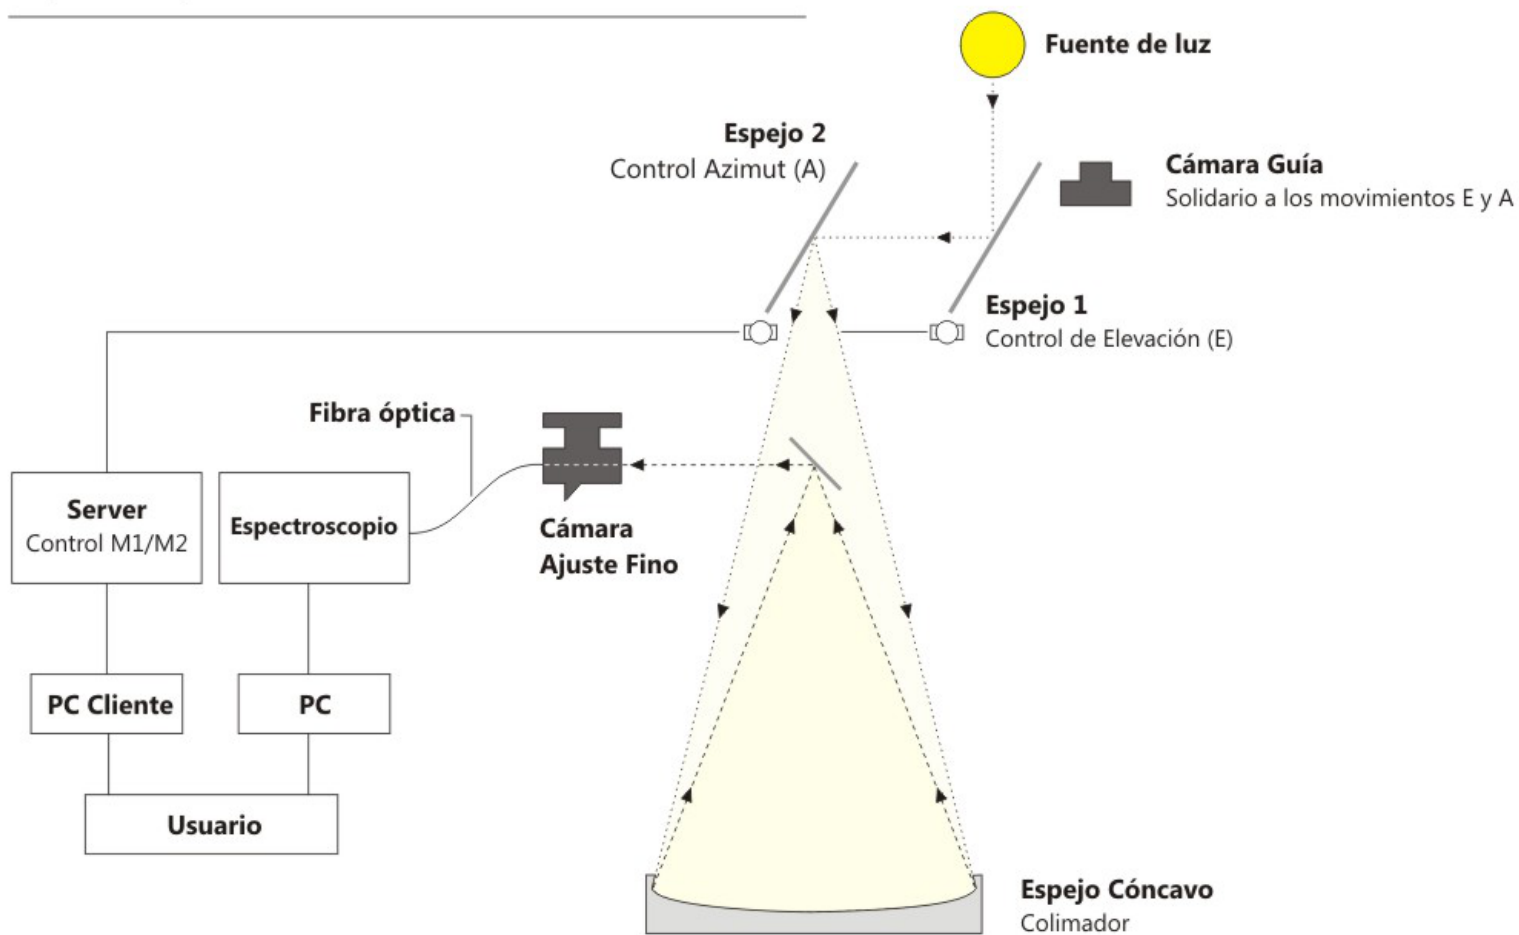 Fuente de luz
Espejo 2
Control Azimut (A)
Cámara Guía
Solidario a los movimientos E y A
Espejo 1
Control de Elevación (E)
Fibra óptica
Server
Control M1/M2
Espectroscopio
Cámara
Ajuste Fino
PC Cliente
PC
Usuario
Espejo Cóncavo
Colimador